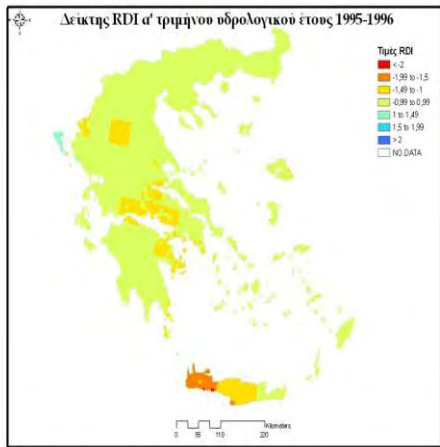 Δείκτης RDI α' τριμήνου υδρολογικού έτους 1995-1996
Τιμές RDI
<-2
-1,99 to -1,5
-1,49 to -1
-0,99 to 0,99
1 to 1,49
1,5 to 1,99
>2
NO DATA
Kilometers
0 55 110 220